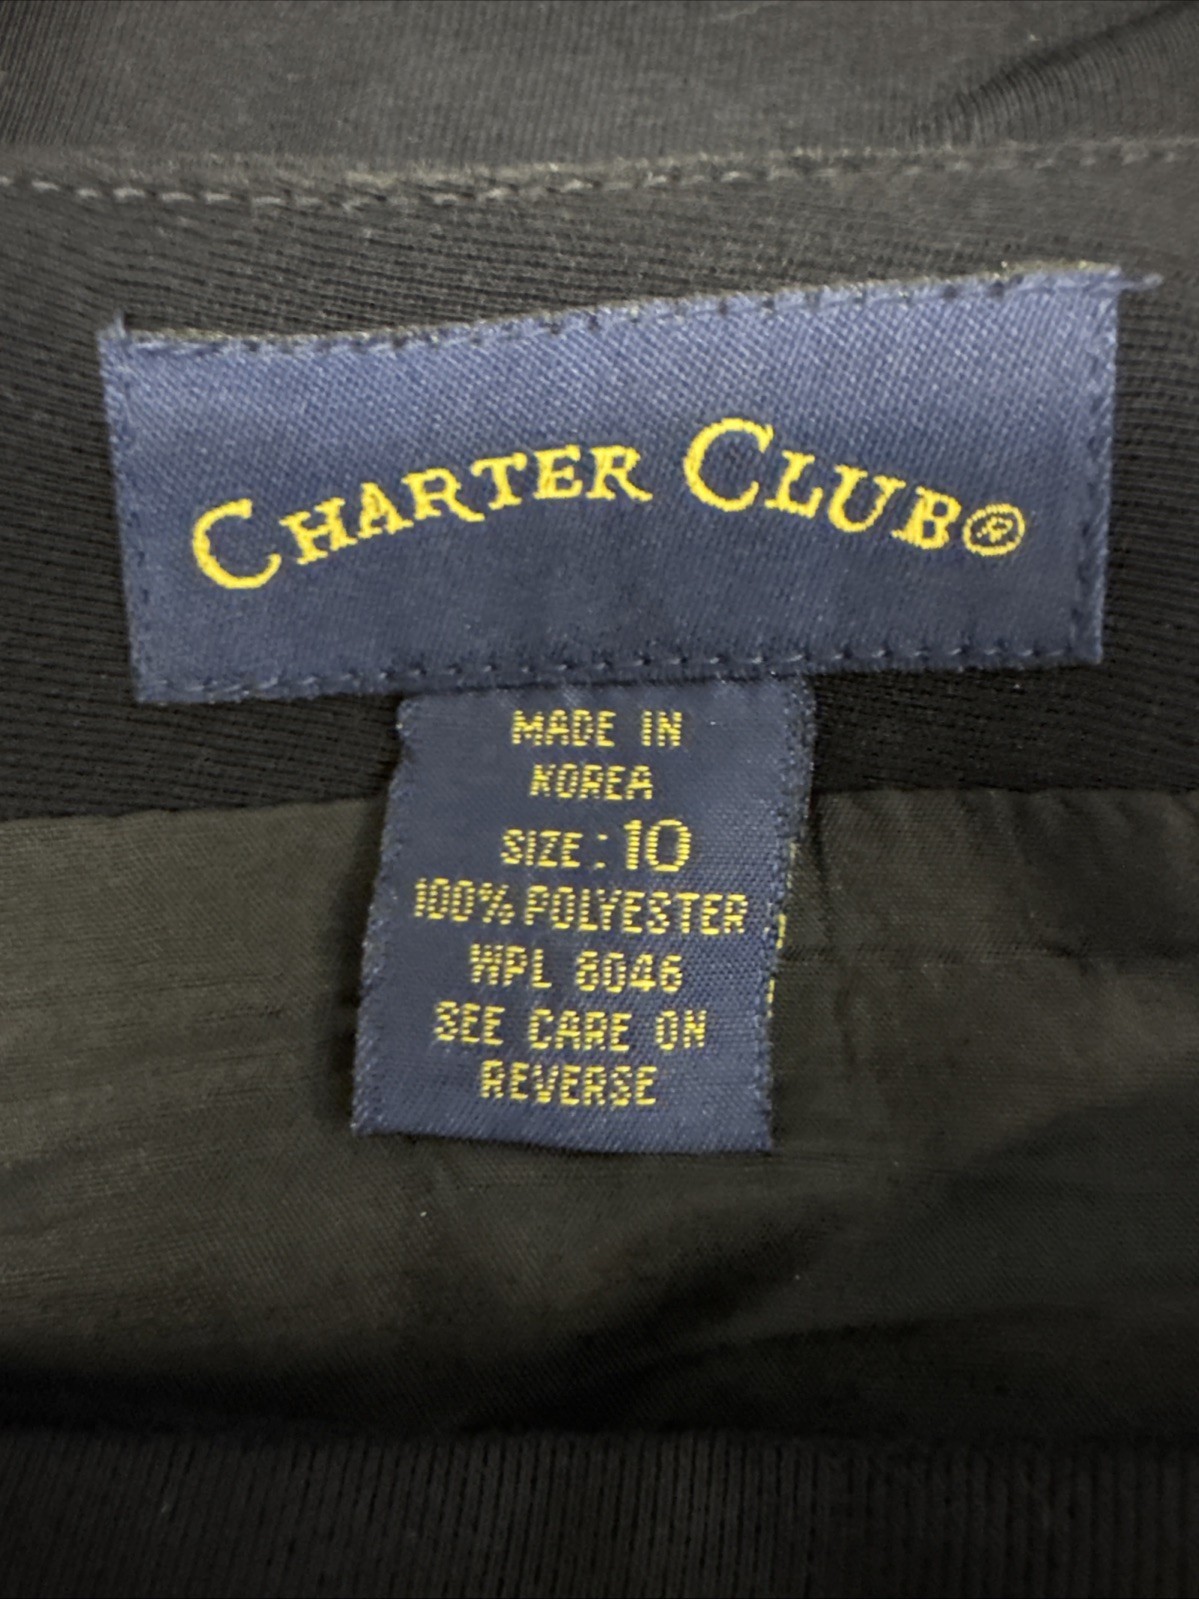 CHARTER CLUB®
MADE IN
KOREA
SIZE: 10
100% POLYESTER
WPL 8046
SEE CARE ON
REVERSE